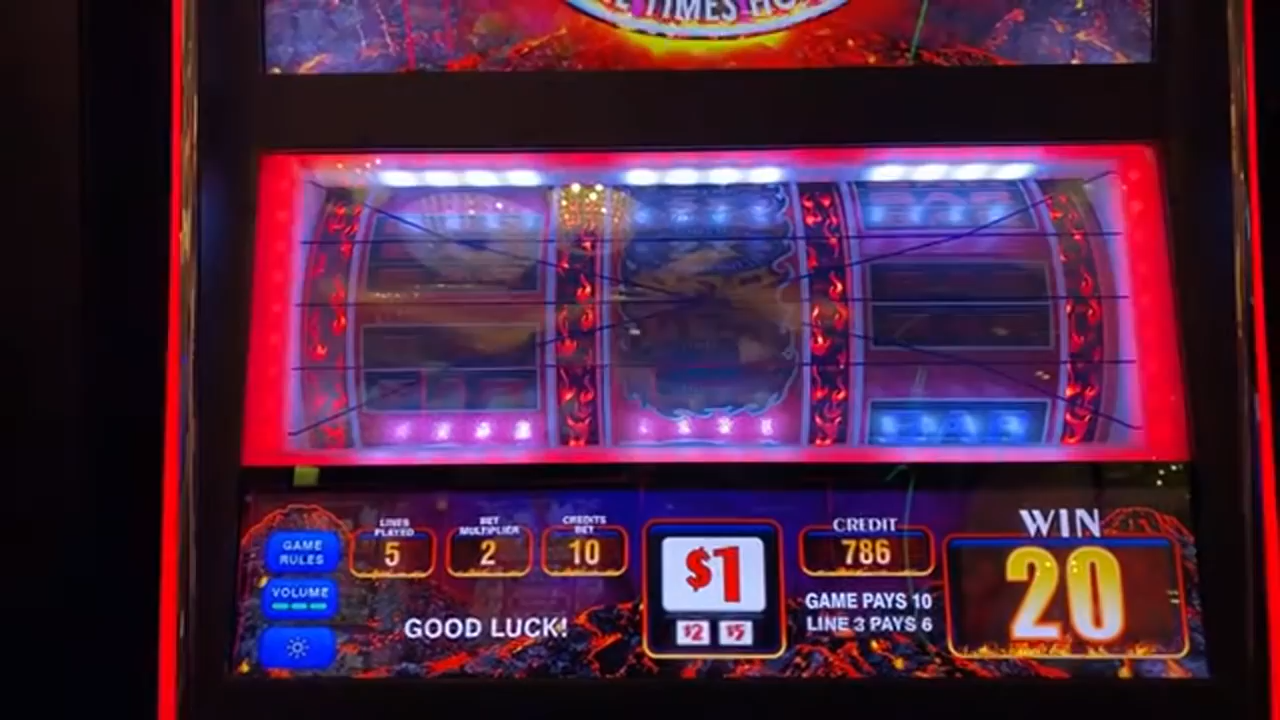 TIMES
LINES PLAYED
5
BET MULTIPLIER
2
CREDITS BET
10
GAME RULES
VOLUME
GOOD LUCK!
$1
$2 $5
CREDIT
786
GAME PAYS 10
LINE 3 PAYS 6
WIN
20